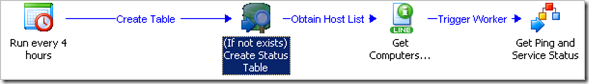 Create Table
Obtain Host List
Trigger Worker
LINE
Run every 4
hours
(If not exists)
Create Status
Table
Get
Computers...
Get Ping and
Service Status